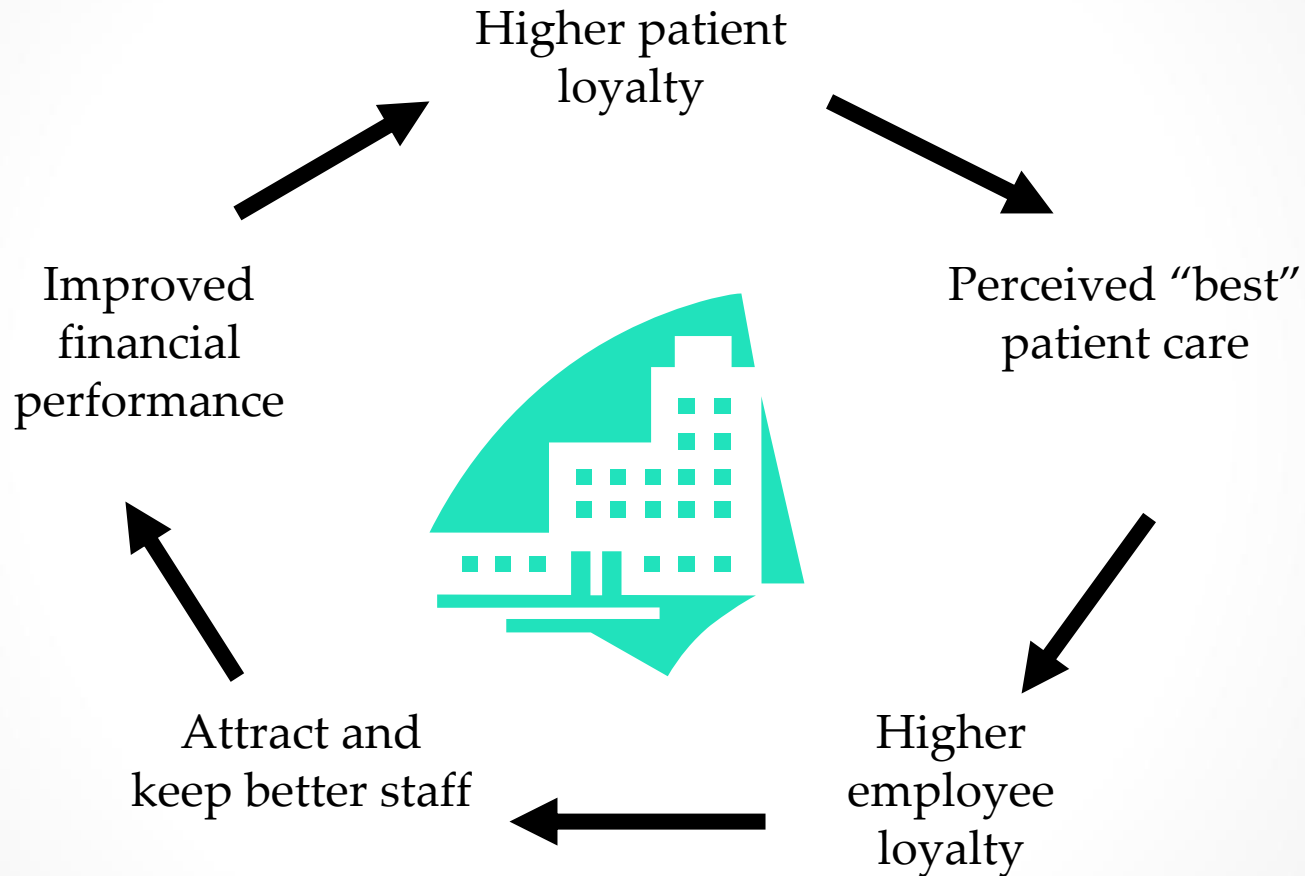 Higher patient
loyalty
Perceived “best”
patient care
Higher
employee
loyalty
Attract and
keep better staff
Improved
financial
performance